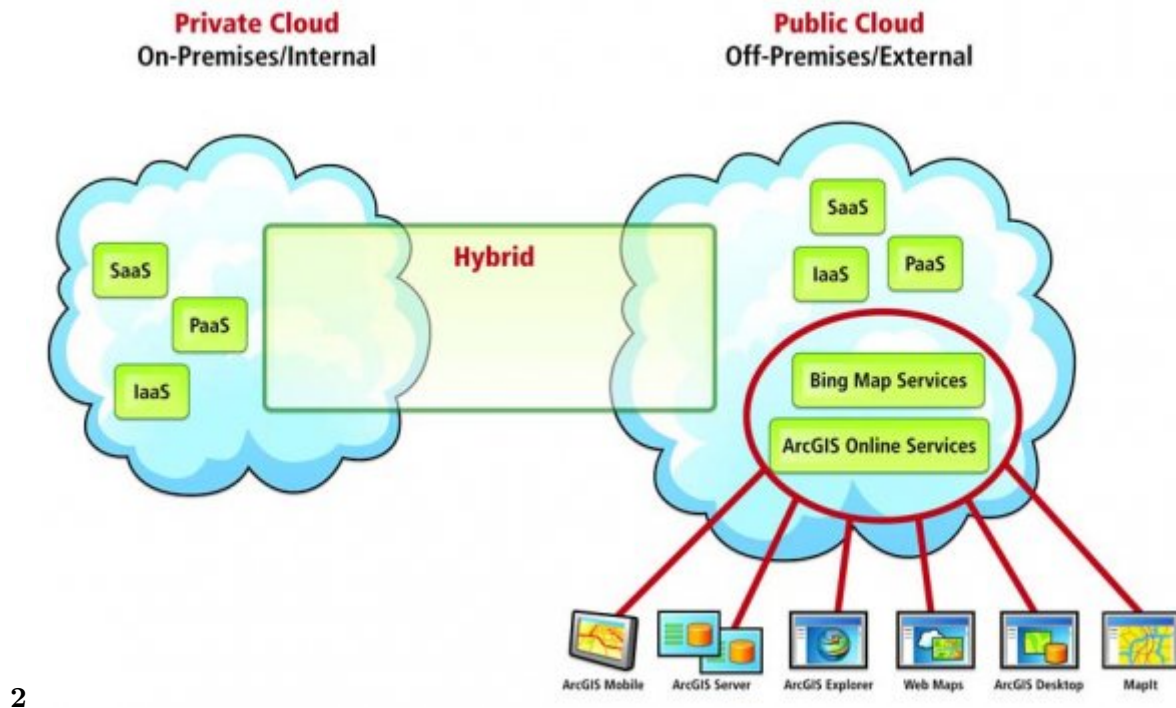 Private Cloud
On-Premises/Internal
Public Cloud
Off-Premises/External
SaaS
PaaS
IaaS
Hybrid
SaaS
IaaS
PaaS
Bing Map Services
ArcGIS Online Services
ArcGIS Mobile
ArcGIS Server
ArcGIS Explorer
Web Maps
ArcGIS Desktop
MapIt
2